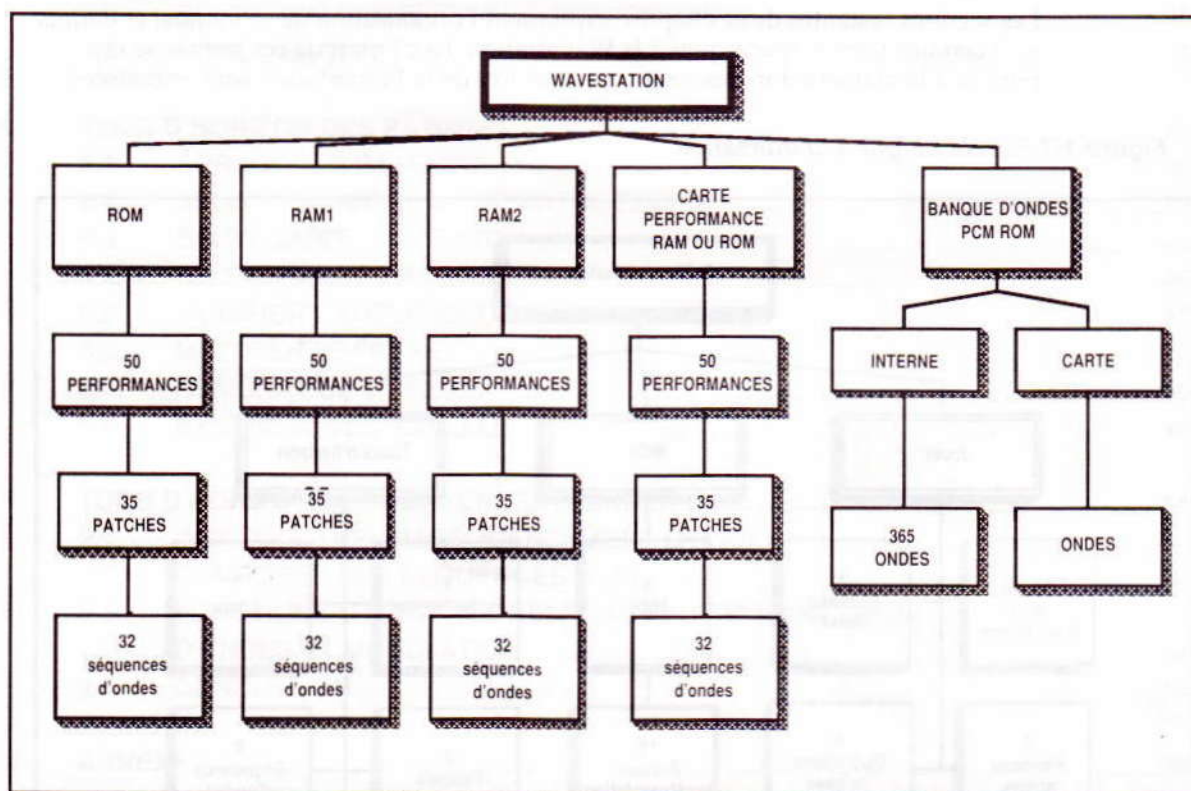 WAVESTATION
ROM
RAM1
RAM2
CARTE
PERFORMANCE
RAM OU ROM
BANQUE D'ONDES
PCM ROM
50
PERFORMANCES
50
PERFORMANCES
50
PERFORMANCES
50
PERFORMANCES
INTERNE
CARTE
35
PATCHES
35
PATCHES
35
PATCHES
35
PATCHES
365
ONDES
ONDES
32
séquences
d'ondes
32
séquences
d'ondes
32
séquences
d'ondes
32
séquences
d'ondes